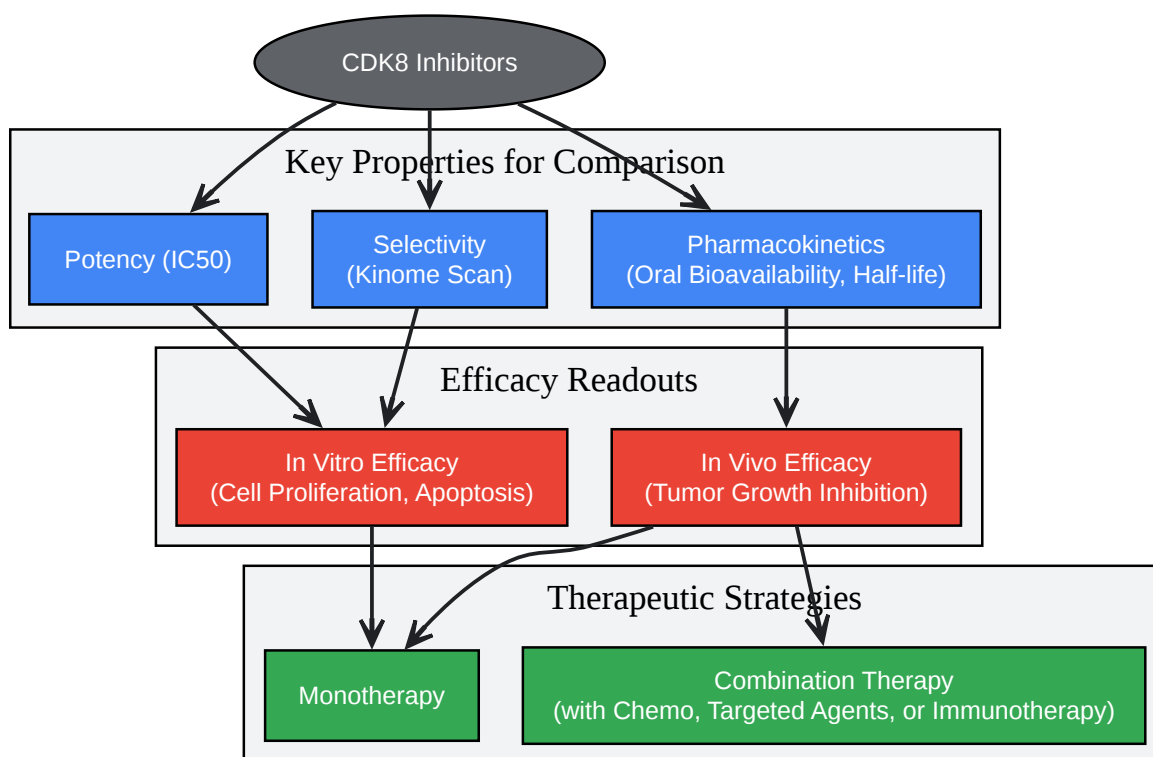 CDK8 Inhibitors
Key Properties for Comparison
Potency (IC50)
Selectivity
(Kinome Scan)
Pharmacokinetics
(Oral Bioavailability, Half-life)
Efficacy Readouts
In Vitro Efficacy
(Cell Proliferation, Apoptosis)
In Vivo Efficacy
(Tumor Growth Inhibition)
Therapeutic Strategies
Monotherapy
Combination Therapy
(with Chemo, Targeted Agents, or Immunotherapy)